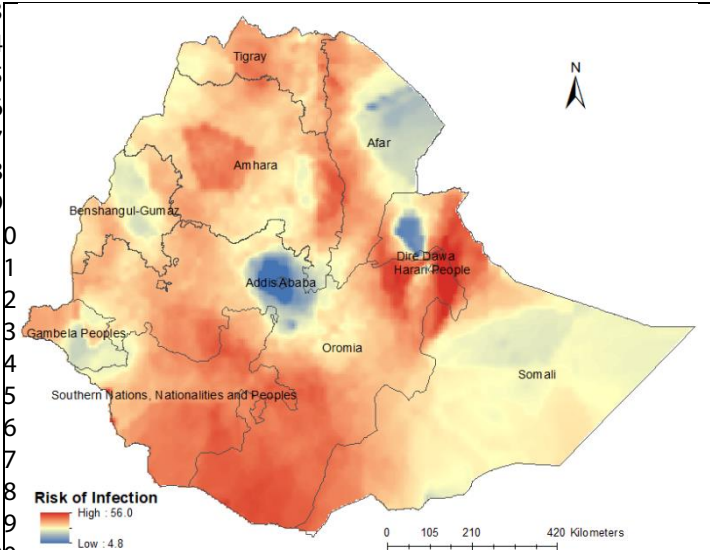 N
Tigray
Afar
Amhara
Benshangul-Gumaz
Dire Dawa
Harari People
Addis Ababa
Gambela Peoples
Oromia
Somali
Southern Nations, Nationalities and Peoples
Risk of Infection
High : 56.0
Low : 4.8
0 105 210 420 Kilometers
0
1
2
3
4
5
6
7
8
9